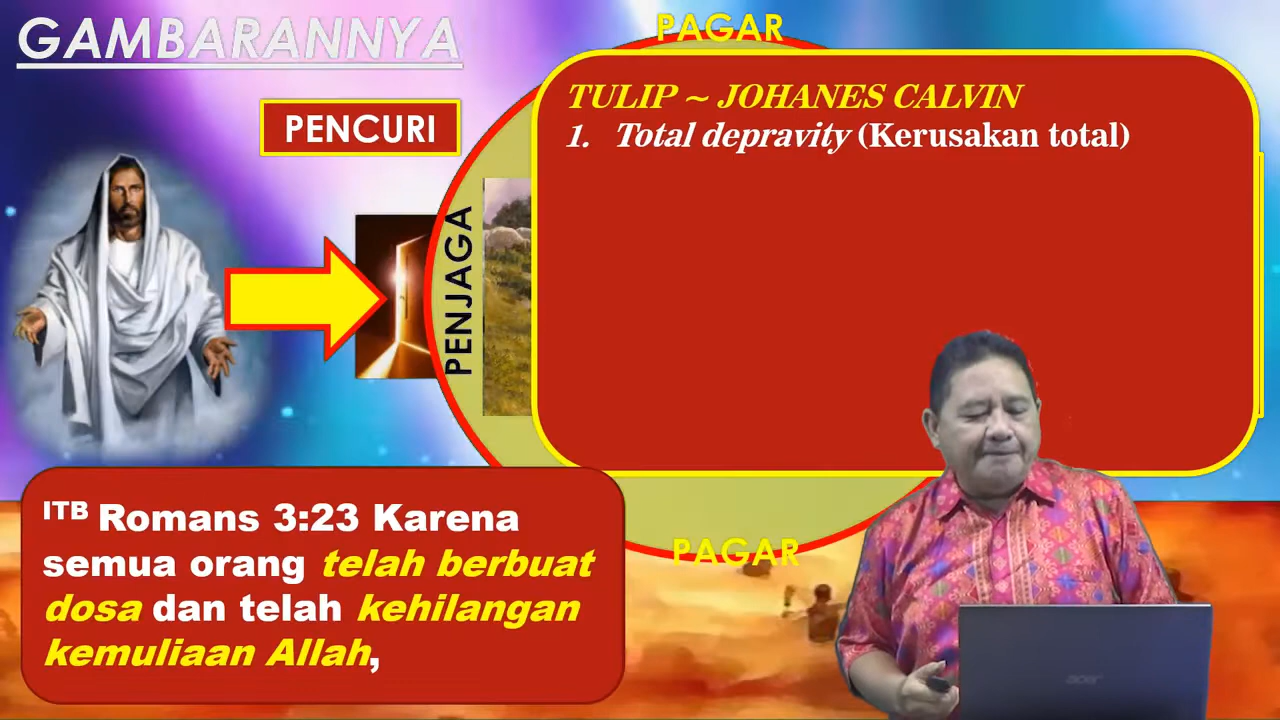 GAMBARANNYA
PAGAR
PENCURI
TULIP ~ JOHANES CALVIN
1. Total depravity (Kerusakan total)
PENJAGA
ITB Romans 3:23 Karena
semua orang telah berbuat
dosa dan telah kehilangan
kemuliaan Allah,
PAGAR
acer